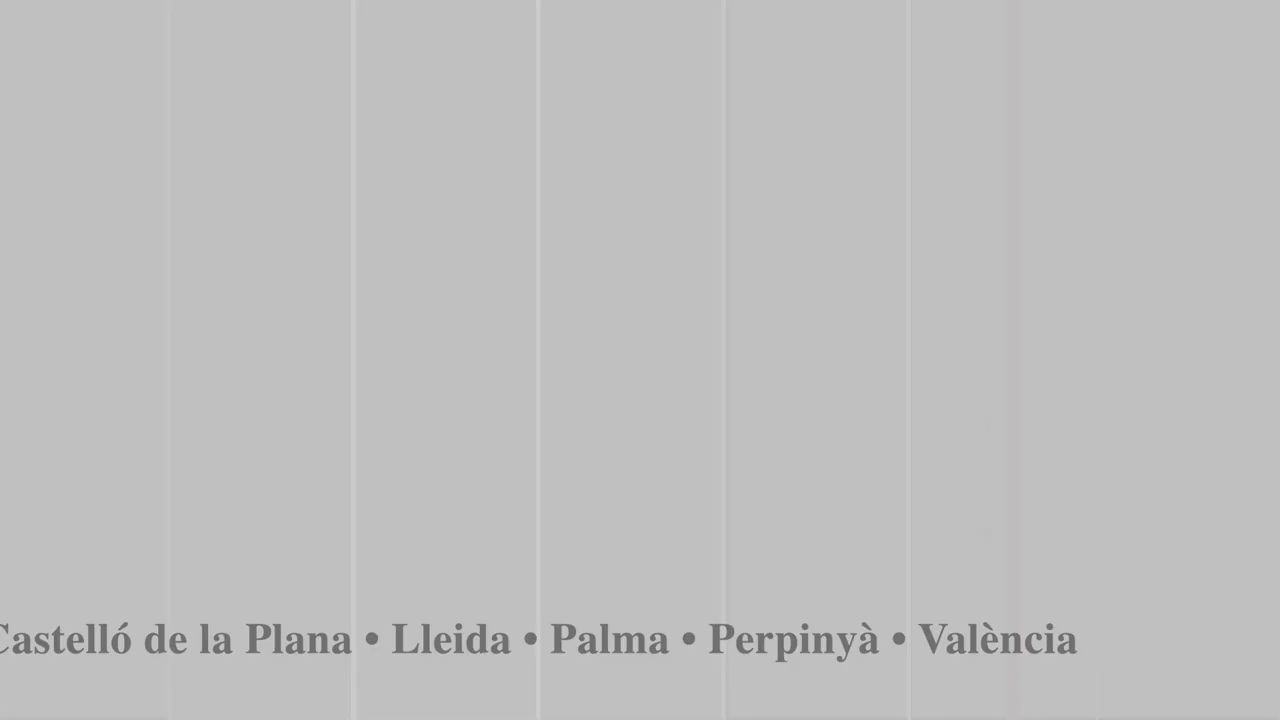 Castelló de la Plana • Lleida • Palma • Perpinyà • València